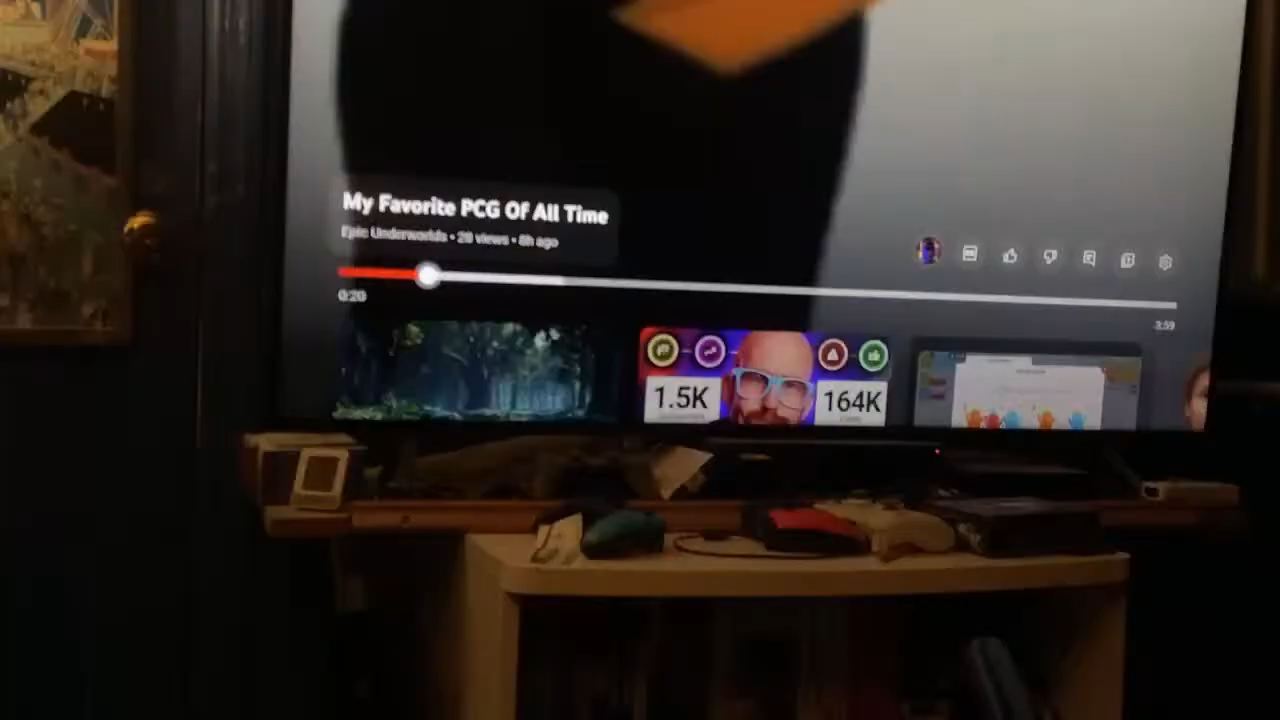 My Favorite PCG Of All Time
Epic Underworlds • 28 views • 8h ago
0:20
3:59
1.5K
164K